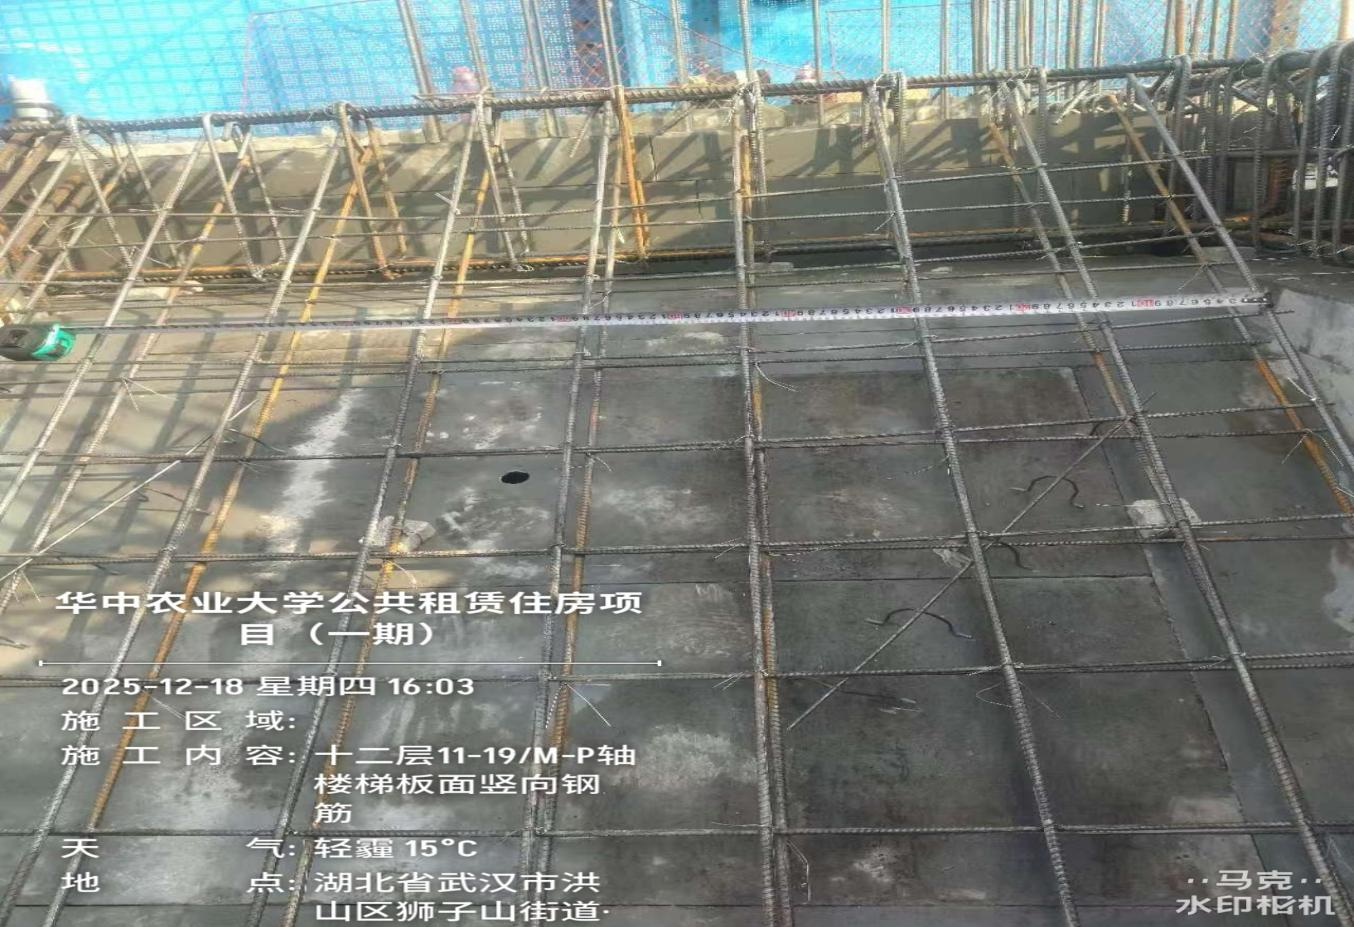 华中农业大学公共租赁住房项
目（一期）
2025-12-18 星期四 16:03
施工区域:
施工内容: 十二层11-19/M-P轴
楼梯板面竖向钢
筋
天气: 轻霾 15°C
地点: 湖北省武汉市洪
山区狮子山街道·
马克
水印相机